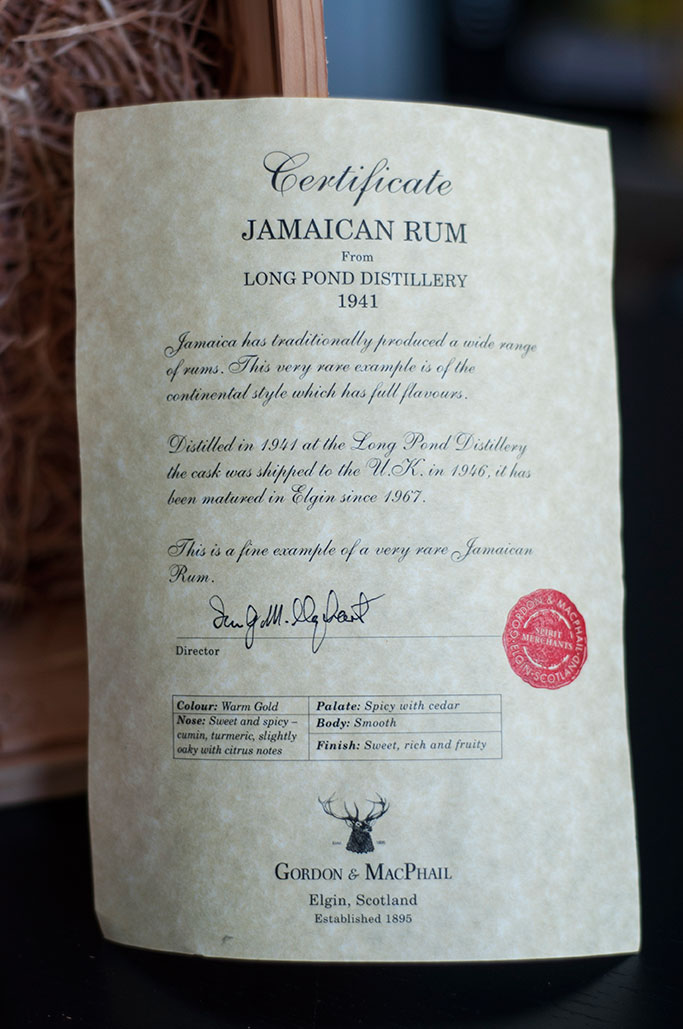 Certificate
JAMAICAN RUM
From
LONG POND DISTILLERY
1941
Jamaica has traditionally produced a wide range
of rums. This very rare example is of the
continental style which has full flavours.
Distilled in 1941 at the Long Pond Distillery
the cask was shipped to the U.K. in 1946, it has
been matured in Elgin since 1967.
This is a fine example of a very rare Jamaican
Rum.
Director
GORDON & MACPHAIL
SPIRIT
MERCHANTS
ELGIN·SCOTLAND
Colour: Warm Gold
Nose: Sweet and spicy –
cumin, turmeric, slightly
oaky with citrus notes
Palate: Spicy with cedar
Body: Smooth
Finish: Sweet, rich and fruity
GORDON & MACPHAIL
Elgin, Scotland
Established 1895